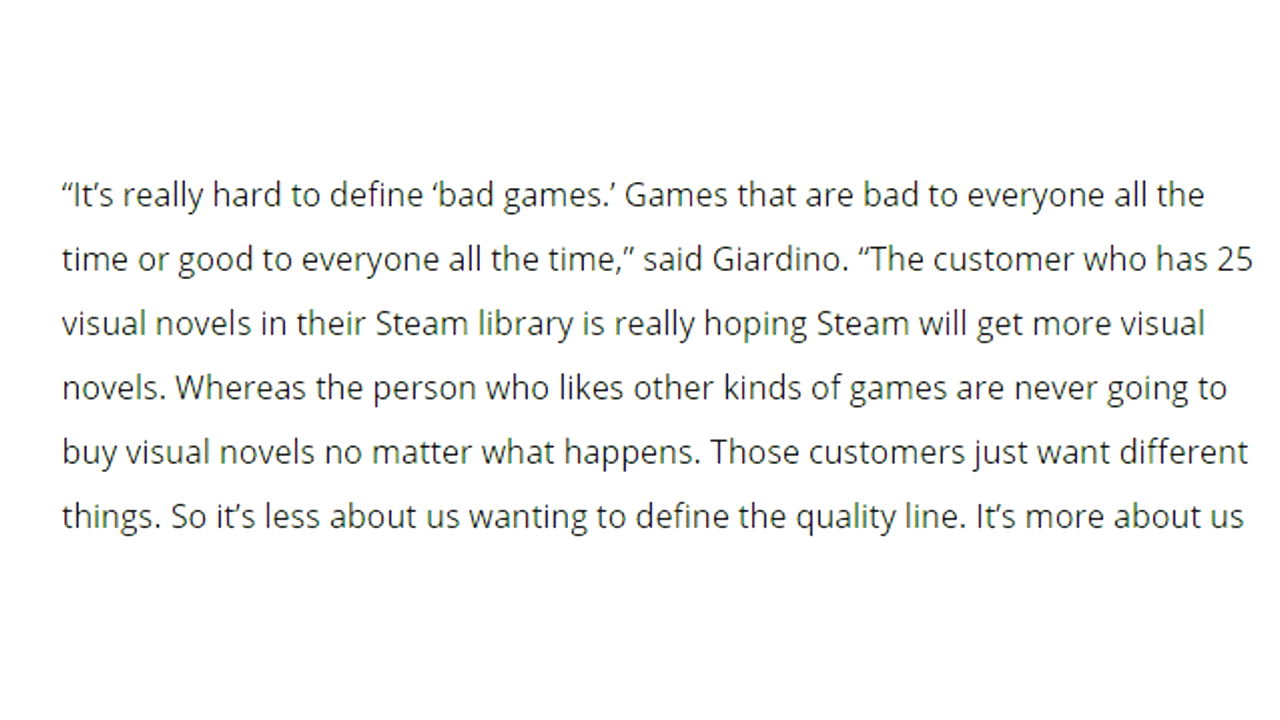 “It’s really hard to define ‘bad games.’ Games that are bad to everyone all the
time or good to everyone all the time,” said Giardino. “The customer who has 25
visual novels in their Steam library is really hoping Steam will get more visual
novels. Whereas the person who likes other kinds of games are never going to
buy visual novels no matter what happens. Those customers just want different
things. So it’s less about us wanting to define the quality line. It’s more about us